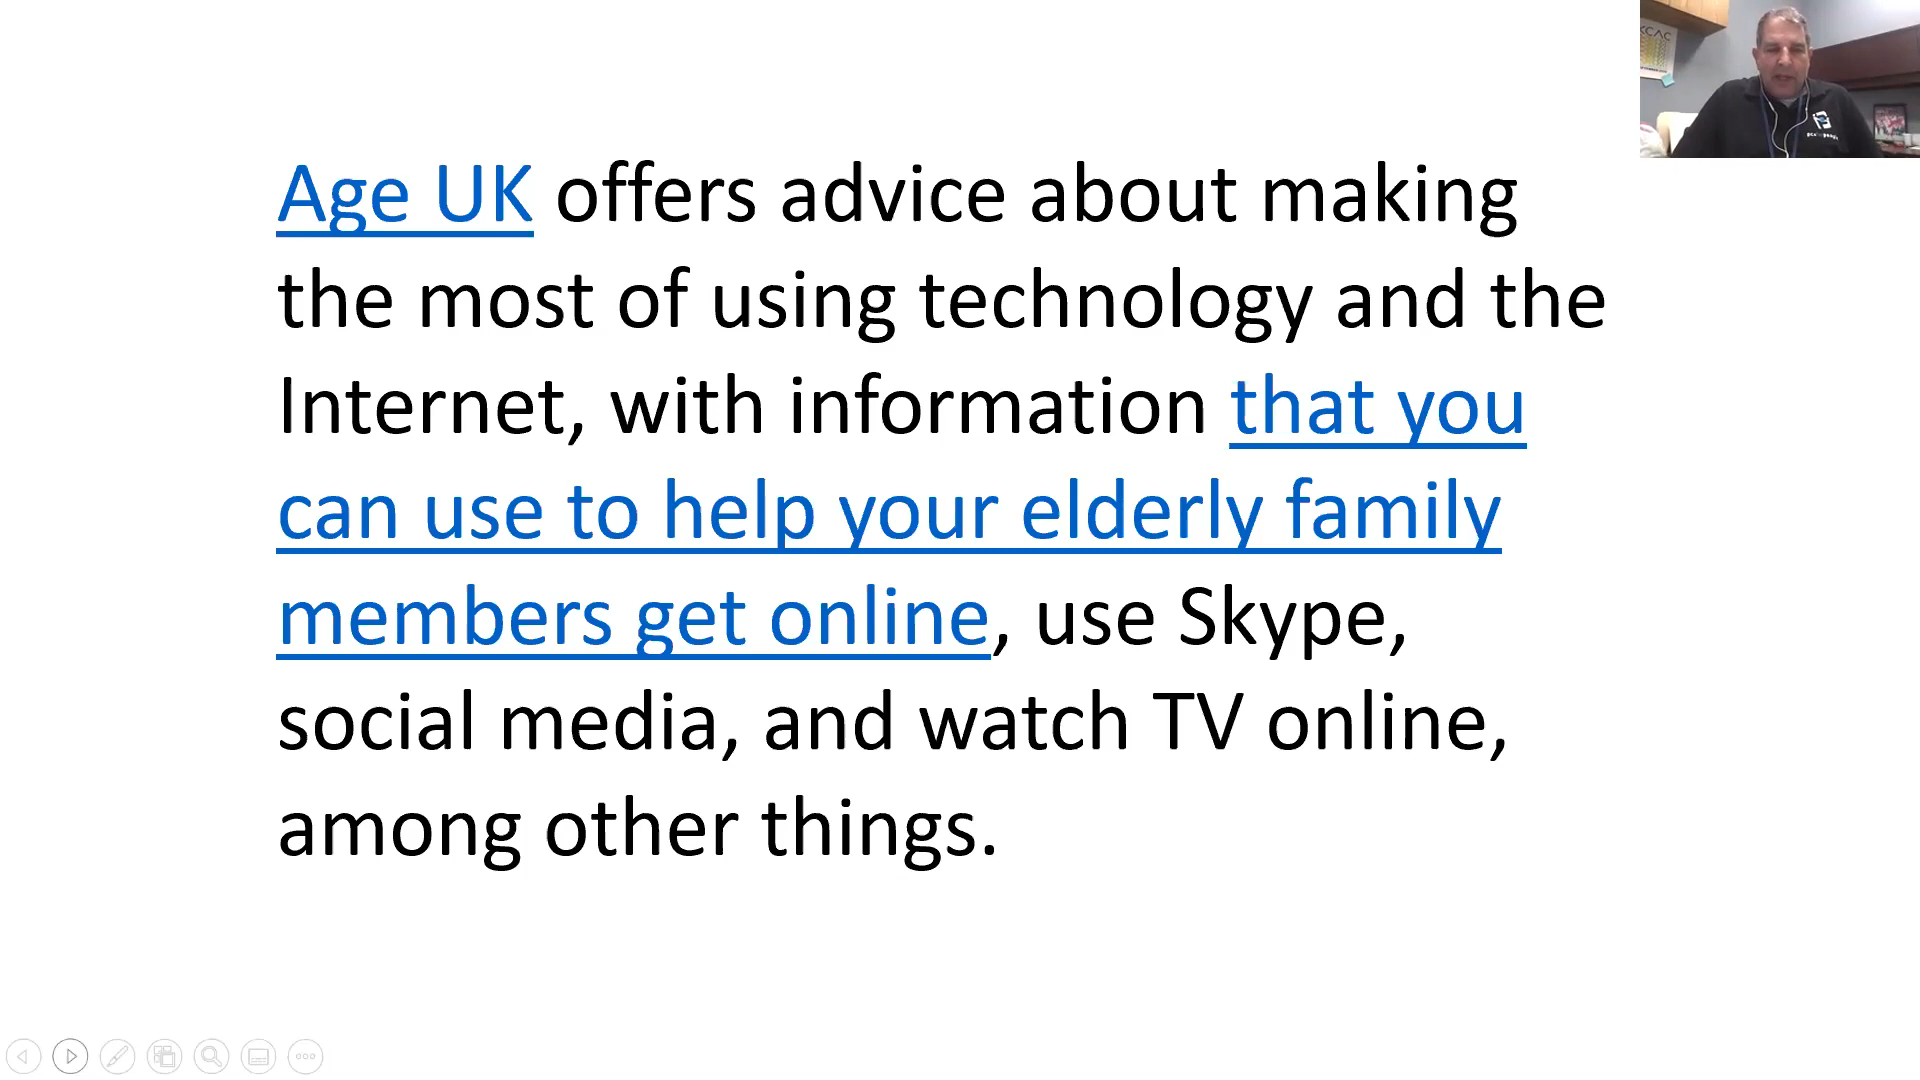 Age UK offers advice about making
the most of using technology and the
Internet, with information that you
can use to help your elderly family
members get online, use Skype,
social media, and watch TV online,
among other things.
KCAC